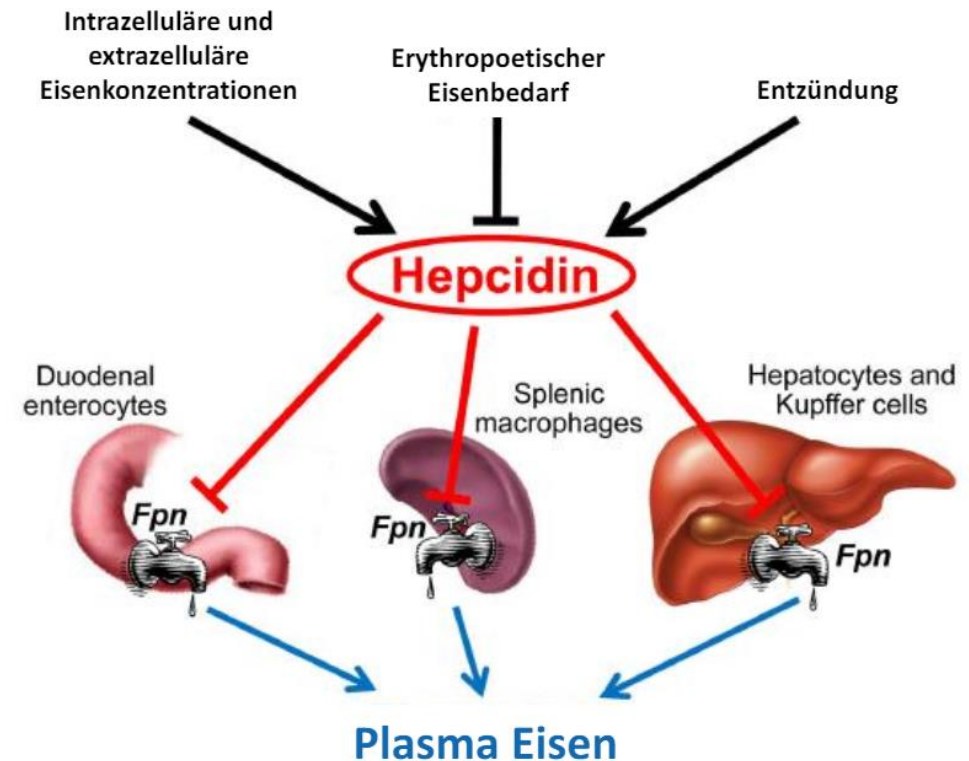 Intrazelluläre und
extrazelluläre
Eisenkonzentrationen
Erythropoetischer
Eisenbedarf
Entzündung
Hepcidin
Duodenal
enterocytes
Splenic
macrophages
Hepatocytes and
Kupffer cells
Fpn
Fpn
Fpn
Plasma Eisen